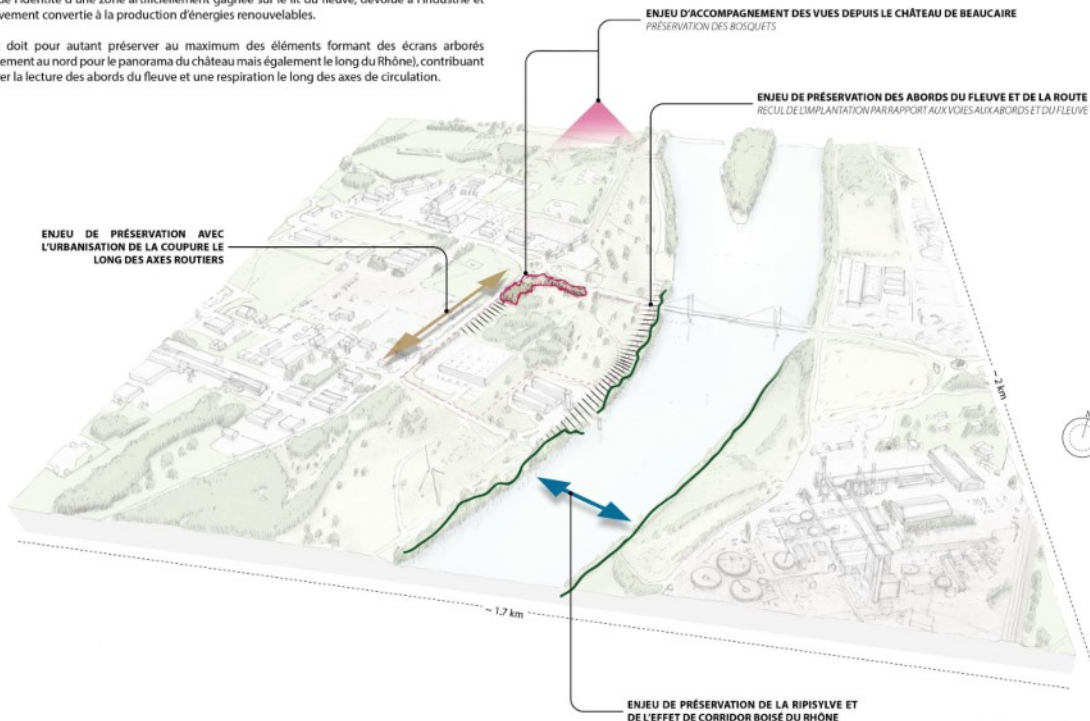 de l'identité d'une zone artificiellement gagnée sur le lit du fleuve, dévolue à l'industrie et
vement convertie à la production d'énergies renouvelables.
doit pour autant préserver au maximum des éléments formant des écrans arborés
ement au nord pour le panorama du château mais également le long du Rhône), contribuant
er la lecture des abords du fleuve et une respiration le long des axes de circulation.
ENJEU D'ACCOMPAGNEMENT DES VUES DEPUIS LE CHÂTEAU DE BEAUCAIRE
PRÉSERVATION DES BOSQUETS
ENJEU DE PRÉSERVATION DES ABORDS DU FLEUVE ET DE LA ROUTE
RECUL DE L'IMPLANTATION PAR RAPPORT AUX VOIES AUX ABORDS ET DU FLEUVE
ENJEU DE PRÉSERVATION AVEC
L'URBANISATION DE LA COUPURE LE
LONG DES AXES ROUTIERS
~ 2 km
~ 1,7 km
ENJEU DE PRÉSERVATION DE LA RIPISYLVE ET
DE L'EFFET DE CORRIDOR BOISÉ DU RHÔNE